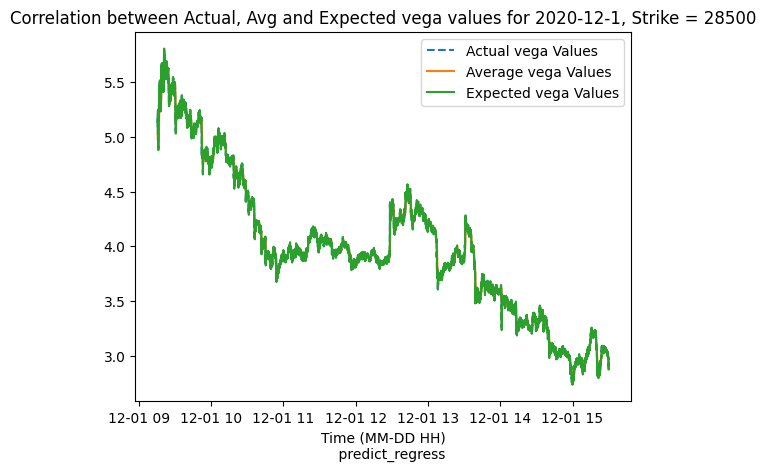 Correlation between Actual, Avg and Expected vega values for 2020-12-1, Strike = 28500
Actual vega Values
Average vega Values
Expected vega Values
5.5
5.0
4.5
4.0
3.5
3.0
12-01 09 12-01 10 12-01 11 12-01 12 12-01 13 12-01 14 12-01 15
Time (MM-DD HH)
predict_regress